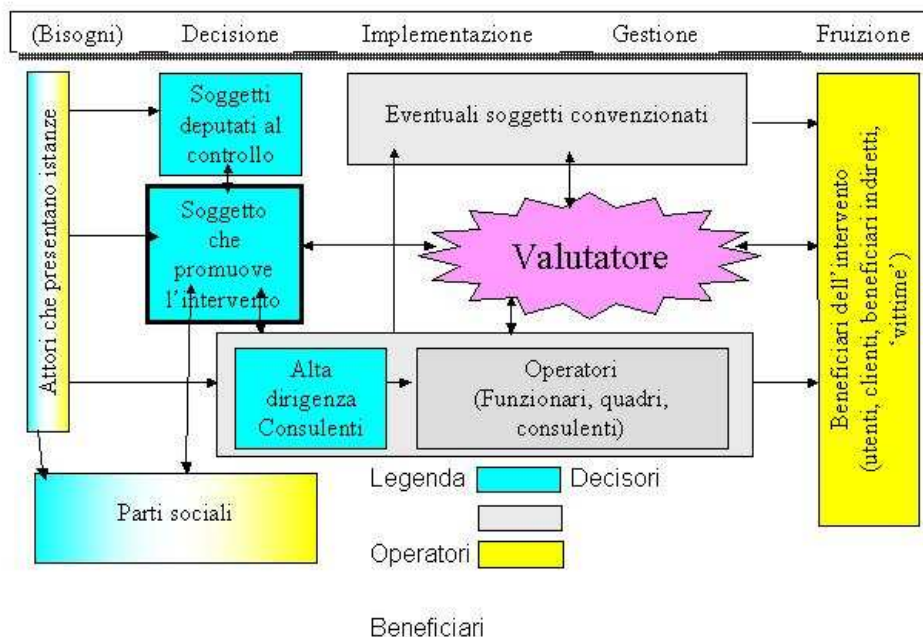 (Bisogni) Decisione Implementazione Gestione Fruizione
Attori che presentano istanze
Soggetti
deputati al
controllo
Eventuali soggetti convenzionati
Soggetto
che
promuove
l'intervento
Valutatore
Beneficiari dell'intervento
(utenti, clienti, beneficiari indiretti,
'vittime')
Alta
dirigenza
Consulenti
Operatori
(Funzionari, quadri,
consulenti)
Parti sociali
Legenda Decisori
Operatori
Beneficiari